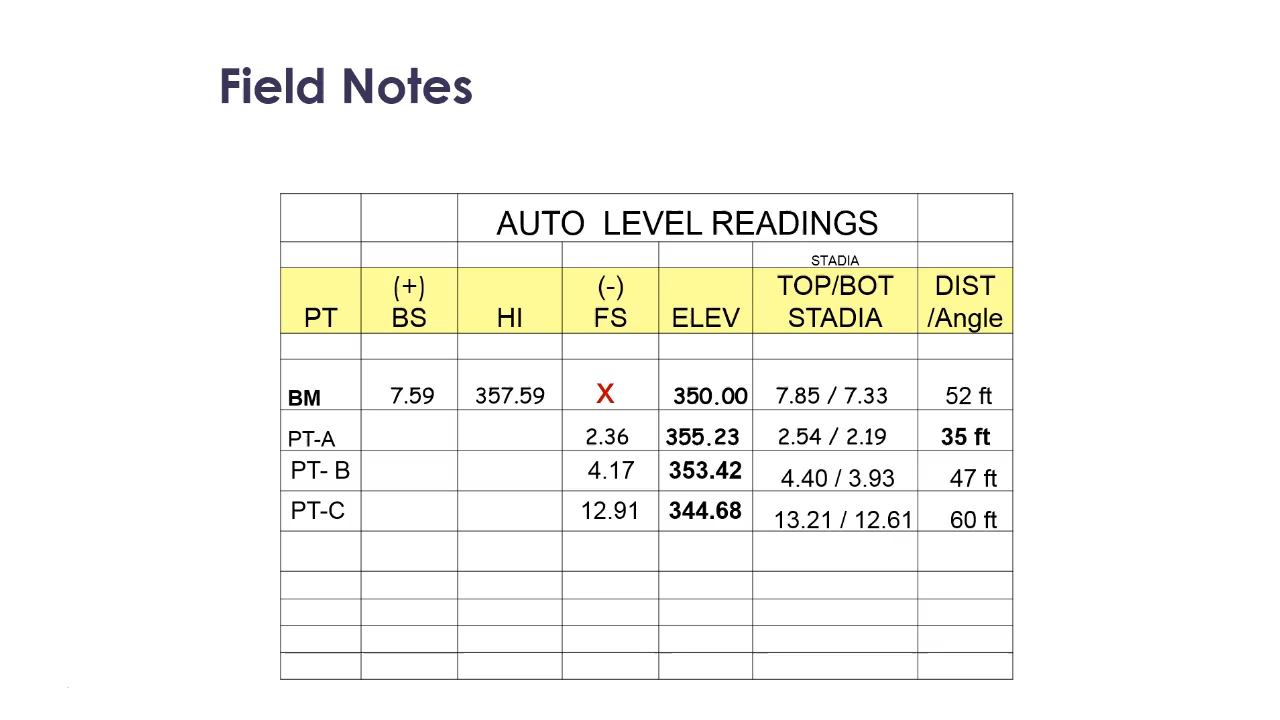 Field Notes
AUTO LEVEL READINGS
STADIA
(+) (-) TOP/BOT DIST
PT BS HI FS ELEV STADIA /Angle
BM 7.59 357.59 X 350.00 7.85 / 7.33 52 ft
PT-A 2.36 355.23 2.54 / 2.19 35 ft
PT- B 4.17 353.42 4.40 / 3.93 47 ft
PT-C 12.91 344.68 13.21 / 12.61 60 ft